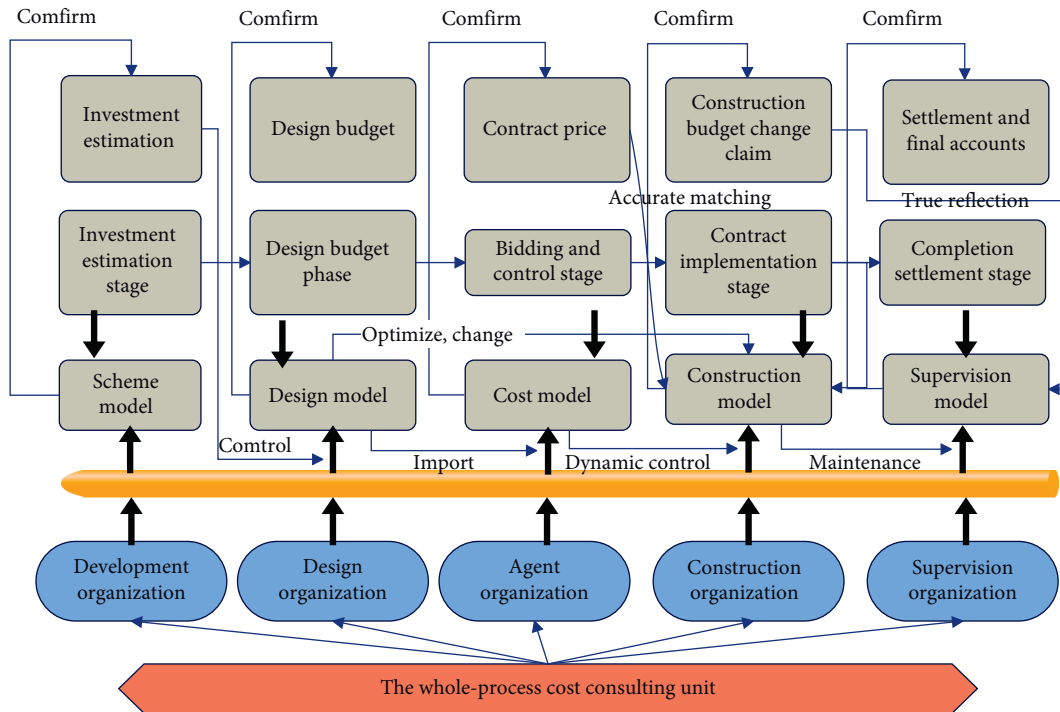 Comfirm
Comfirm
Comfirm
Comfirm
Comfirm
Investment
estimation
Design budget
Contract price
Construction
budget change
claim
Settlement and
final accounts
Accurate matching
True reflection
Investment
estimation
stage
Design budget
phase
Bidding and
control stage
Contract
implementation
stage
Completion
settlement stage
Optimize, change
Scheme
model
Design model
Cost model
Construction
model
Supervision
model
Comtrol
Import
Dynamic control
Maintenance
Development
organization
Design
organization
Agent
organization
Construction
organization
Supervision
organization
The whole-process cost consulting unit